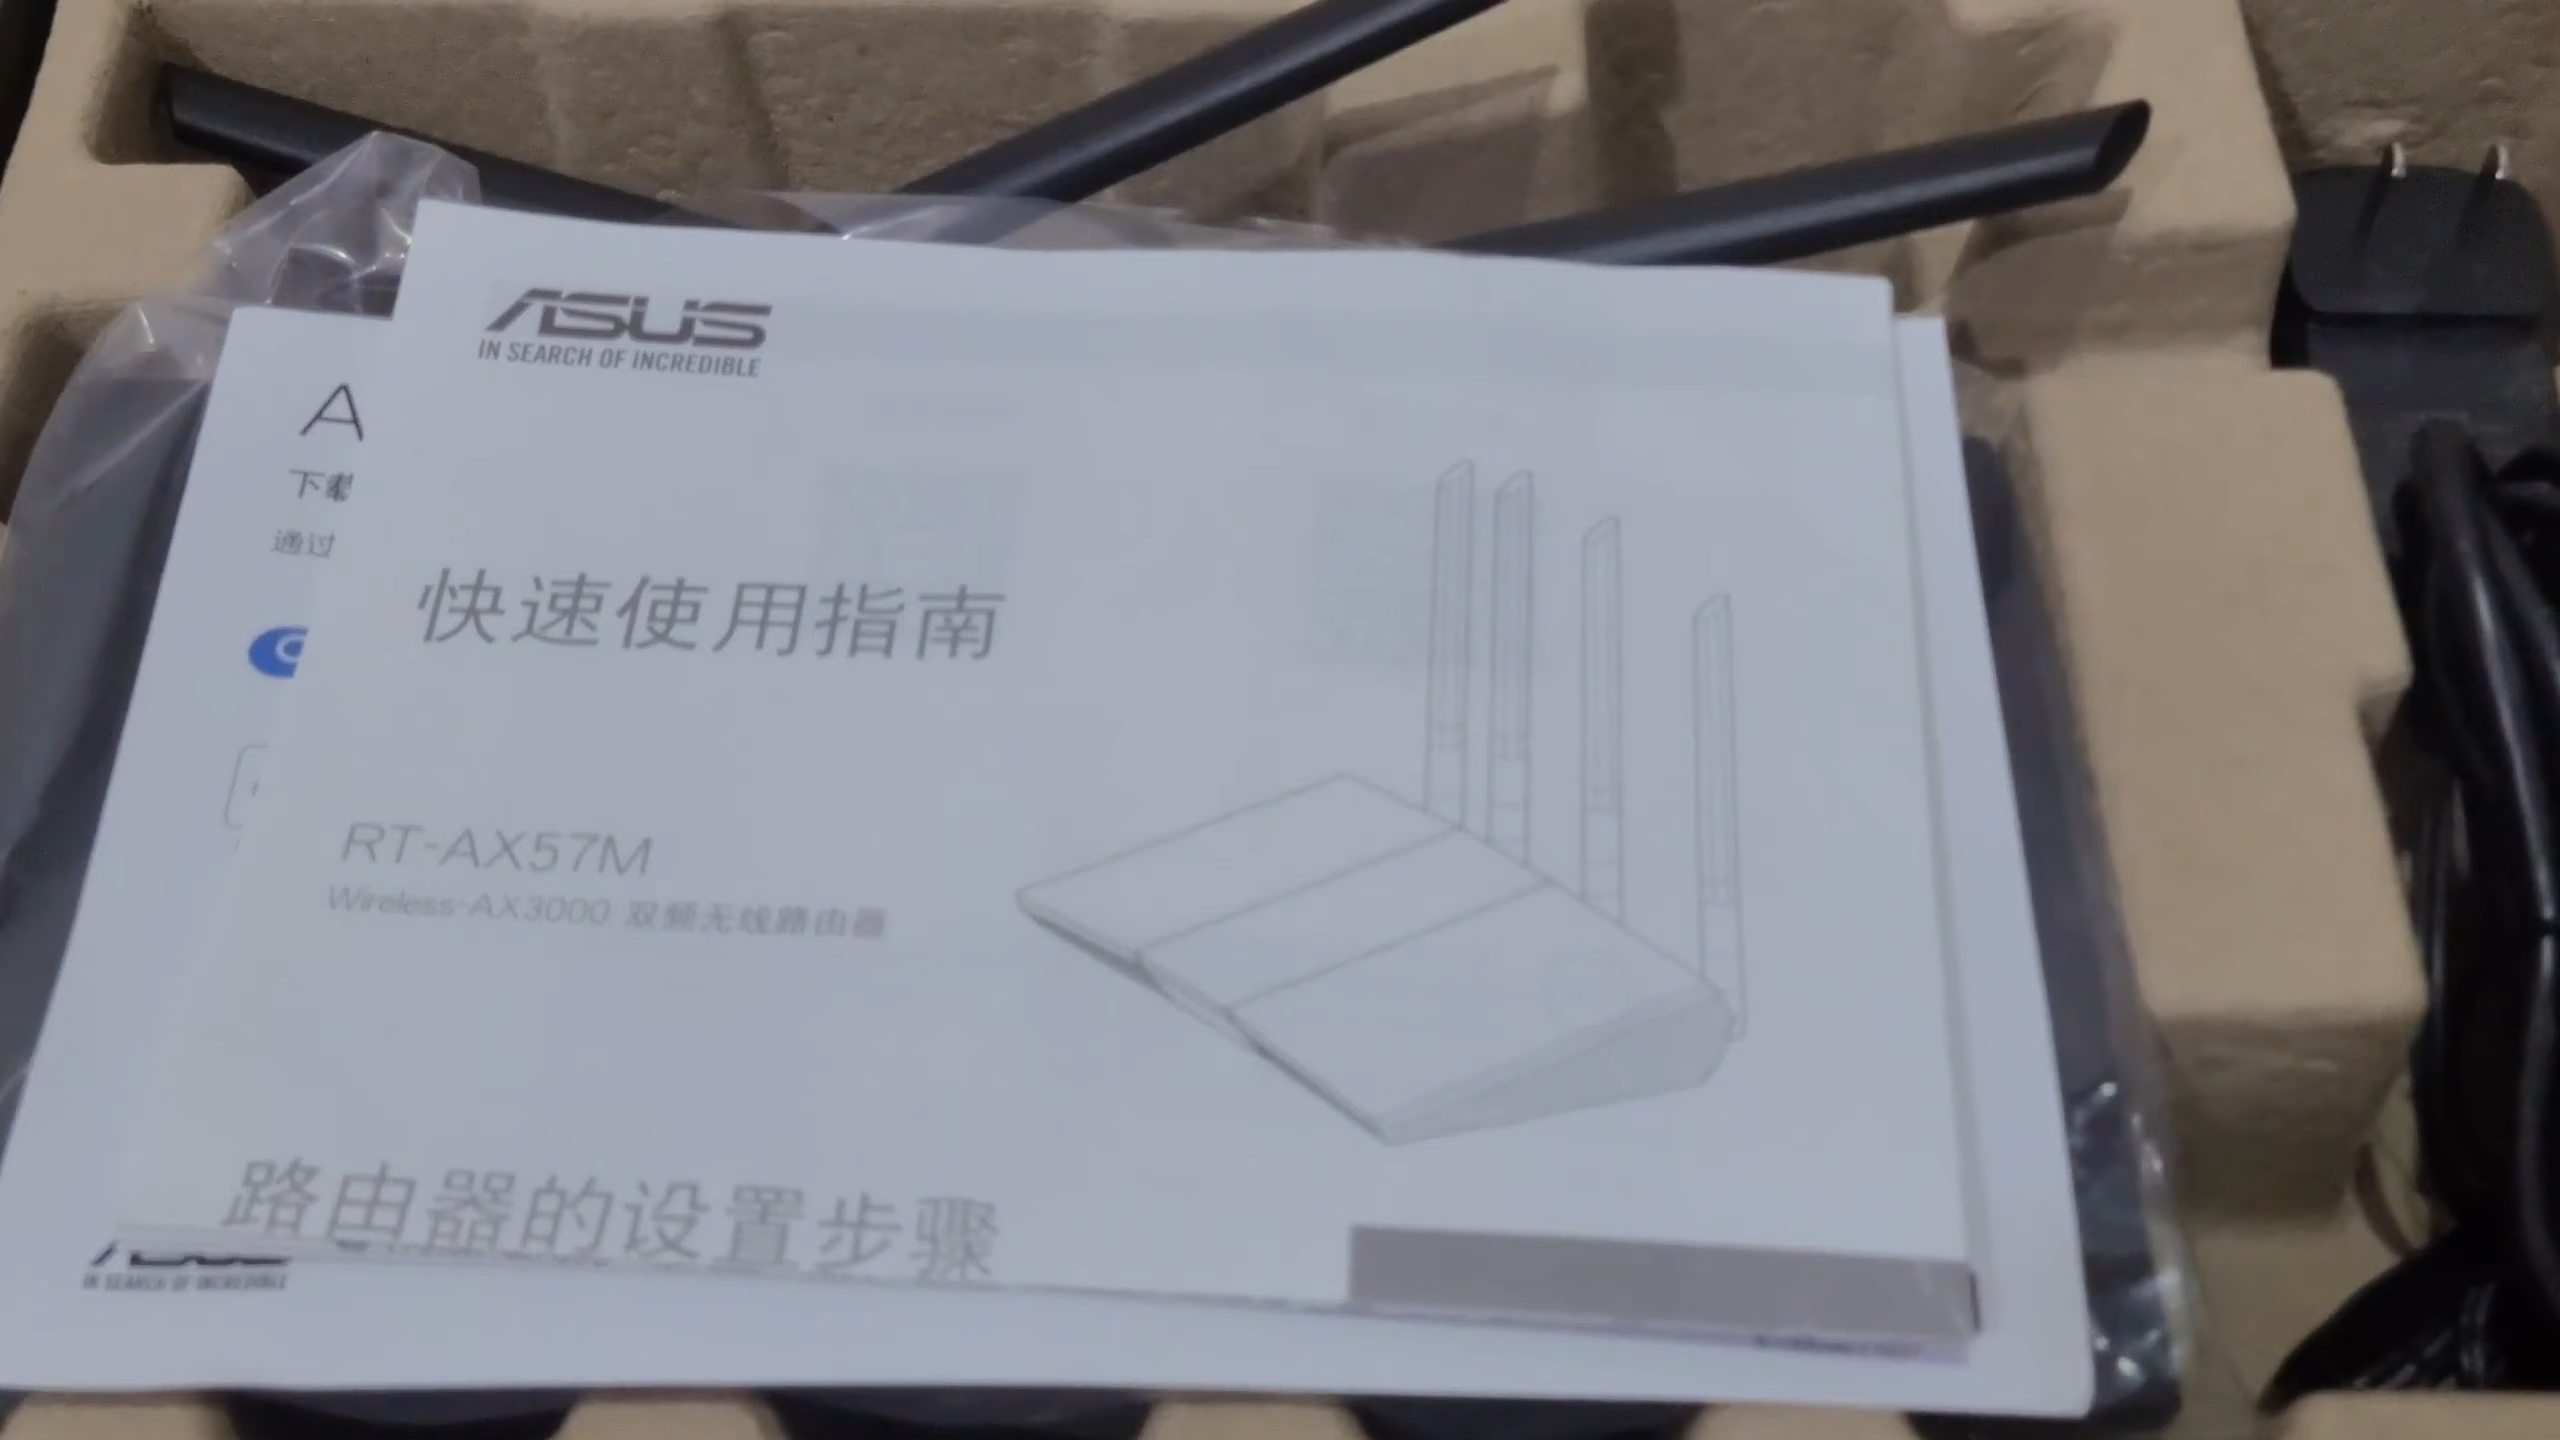 ASUS
IN SEARCH OF INCREDIBLE
A
下载
通过
快速使用指南
RT-AX57M
Wireless-AX3000 双频无线路由器
路由器的设置步骤
IN SEARCH OF INCREDIBLE